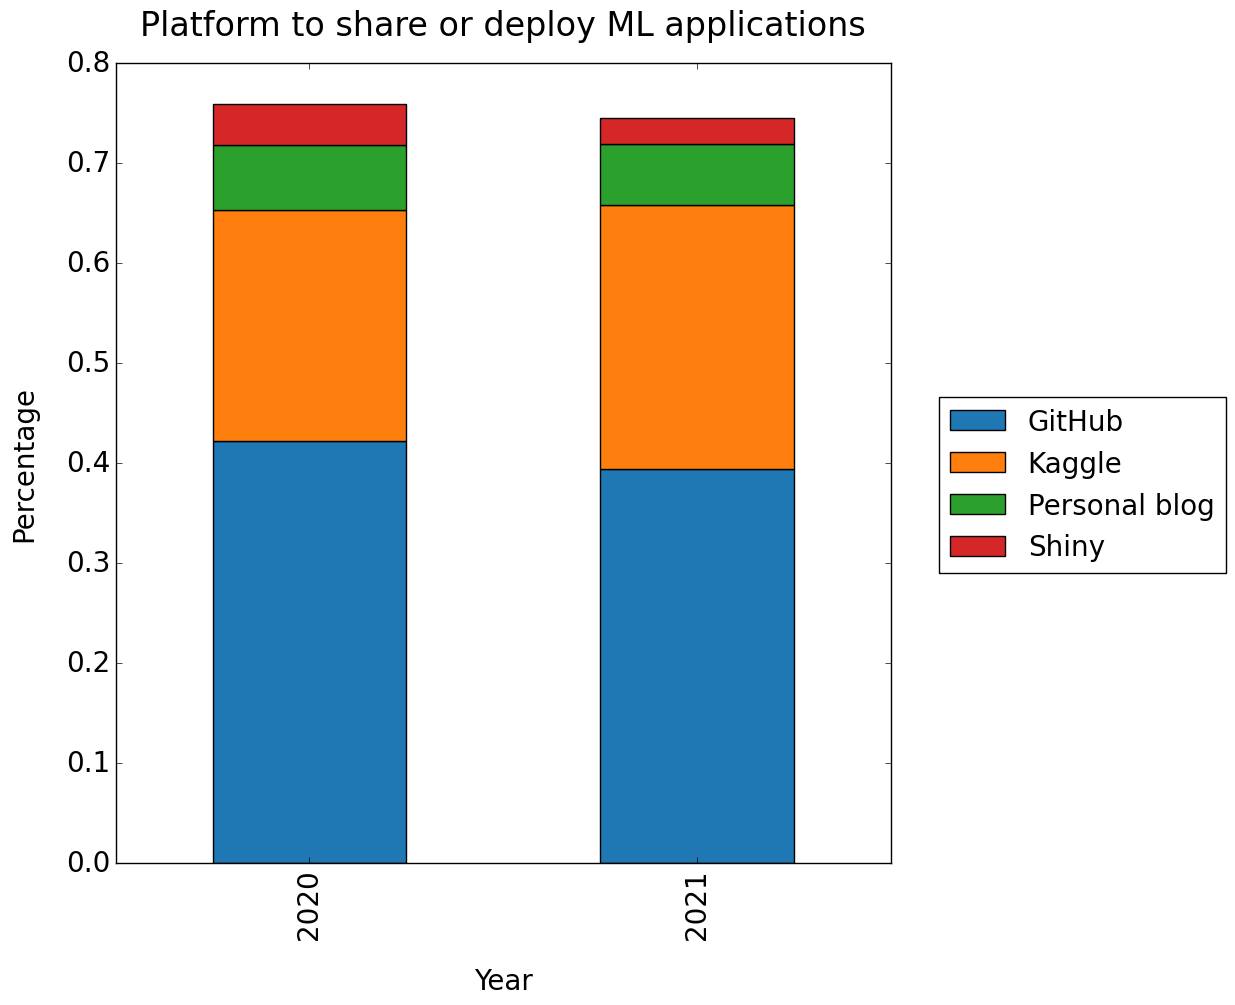 Platform to share or deploy ML applications
0.8
0.7
0.6
0.5
0.4
0.3
0.2
0.1
0.0
Percentage
2020
2021
Year
GitHub
Kaggle
Personal blog
Shiny